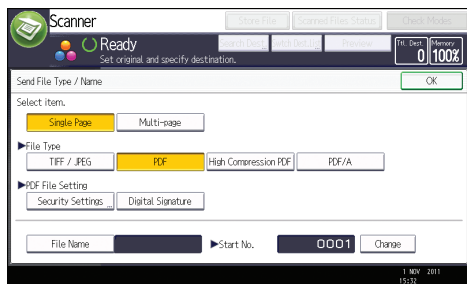 Scanner
Store File Scanned Files Status Check Modes
Ready
Search Dest. Preview
Ttl. Dest. Memory
Set original and specify destination.
0 100%
Send File Type / Name OK
Select item.
Single Page Multi-page
►File Type
TIFF / JPEG PDF High Compression PDF PDF/A
►PDF File Setting
Security Settings Digital Signature
File Name ►Start No. 0001 Change
1 NOV 2011
15:32